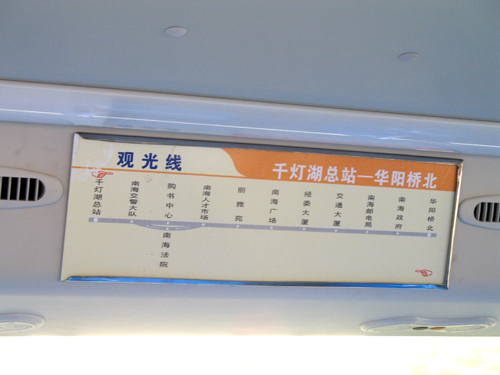 观光线
千灯湖总站—华阳桥北
千灯湖总站
南海交警大队
购书中心
南海法院
南海人才市场
丽雅苑
南海广场
经委大厦
交通大厦
南海邮电局
南海政府
华阳桥北